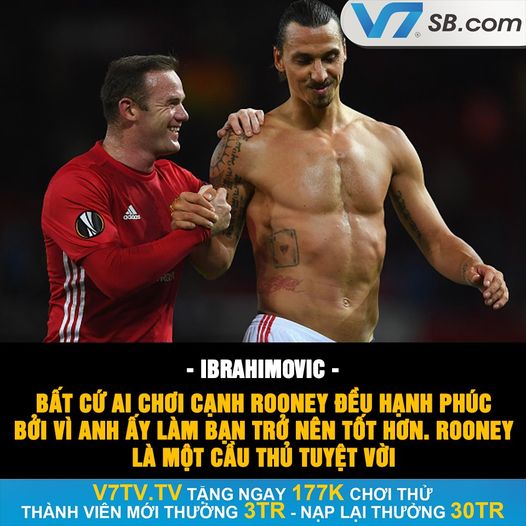 V7SB.com
- IBRAHIMOVIC -
BẤT CỨ AI CHƠI CẠNH ROONEY ĐỀU HẠNH PHÚC
BỞI VÌ ANH ẤY LÀM BẠN TRỞ NÊN TỐT HƠN. ROONEY
LÀ MỘT CẦU THỦ TUYỆT VỜI
V7TV.TV TẶNG NGAY 177K CHƠI THỬ
THÀNH VIÊN MỚI THƯỞNG 3TR - NẠP LẠI THƯỞNG 30TR